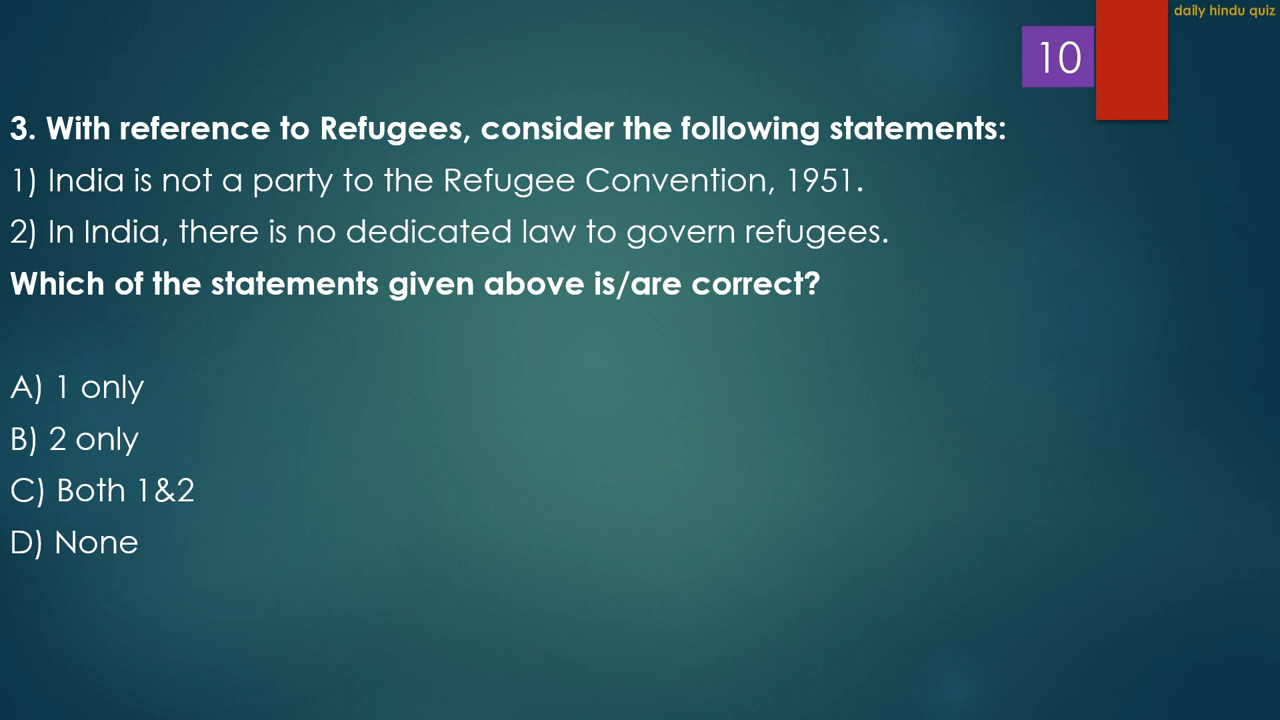 daily hindu quiz
10
3. With reference to Refugees, consider the following statements:
1) India is not a party to the Refugee Convention, 1951.
2) In India, there is no dedicated law to govern refugees.
Which of the statements given above is/are correct?
A) 1 only
B) 2 only
C) Both 1&2
D) None